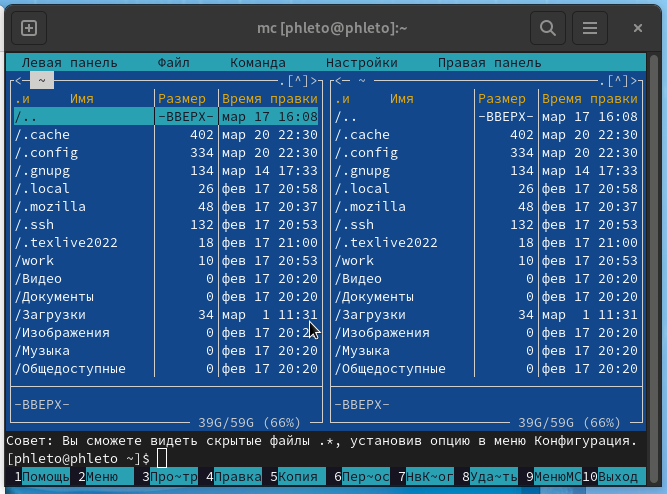 mc [phleto@phleto]:~
Левая панель Файл Команда Настройки Правая панель
<- ~ .[^]> <- ~ .[^]>
.и Имя Размер Время правки .и Имя Размер Время правки
/.. -ВВЕРХ- мар 17 16:08 /.. -ВВЕРХ- мар 17 16:08
/.cache 402 мар 20 22:30 /.cache 402 мар 20 22:30
/.config 334 мар 20 22:30 /.config 334 мар 20 22:30
/.gnupg 134 мар 14 17:33 /.gnupg 134 мар 14 17:33
/.local 26 фев 17 20:58 /.local 26 фев 17 20:58
/.mozilla 48 фев 17 20:37 /.mozilla 48 фев 17 20:37
/.ssh 132 фев 17 20:53 /.ssh 132 фев 17 20:53
/.texlive2022 18 фев 17 21:00 /.texlive2022 18 фев 17 21:00
/work 10 фев 17 20:53 /work 10 фев 17 20:53
/Видео 0 фев 17 20:20 /Видео 0 фев 17 20:20
/Документы 0 фев 17 20:20 /Документы 0 фев 17 20:20
/Загрузки 34 мар 1 11:31 /Загрузки 34 мар 1 11:31
/Изображения 0 фев 17 20:20 /Изображения 0 фев 17 20:20
/Музыка 0 фев 17 20:20 /Музыка 0 фев 17 20:20
/Общедоступные 0 фев 17 20:20 /Общедоступные 0 фев 17 20:20
-ВВЕРХ- -ВВЕРХ-
39G/59G (66%) 39G/59G (66%)
Совет: Вы сможете видеть скрытые файлы .*, установив опцию в меню Конфигурация.
[phleto@phleto ~]$
1Помощь 2Меню 3Про~тр 4Правка 5Копия 6Пер~ос 7НвК~ог 8Уда~ть 9МенюМС10Выход